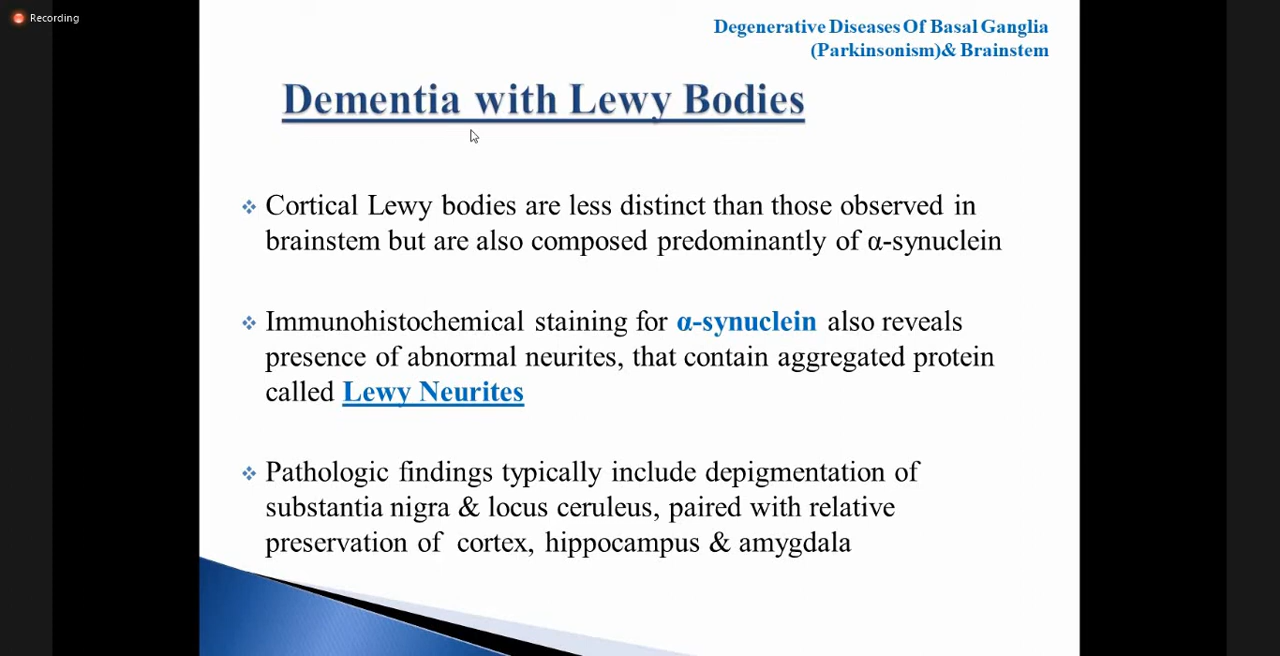 Recording
Degenerative Diseases Of Basal Ganglia
(Parkinsonism)& Brainstem
Dementia with Lewy Bodies
Cortical Lewy bodies are less distinct than those observed in
brainstem but are also composed predominantly of α-synuclein
Immunohistochemical staining for α-synuclein also reveals
presence of abnormal neurites, that contain aggregated protein
called Lewy Neurites
Pathologic findings typically include depigmentation of
substantia nigra & locus ceruleus, paired with relative
preservation of cortex, hippocampus & amygdala